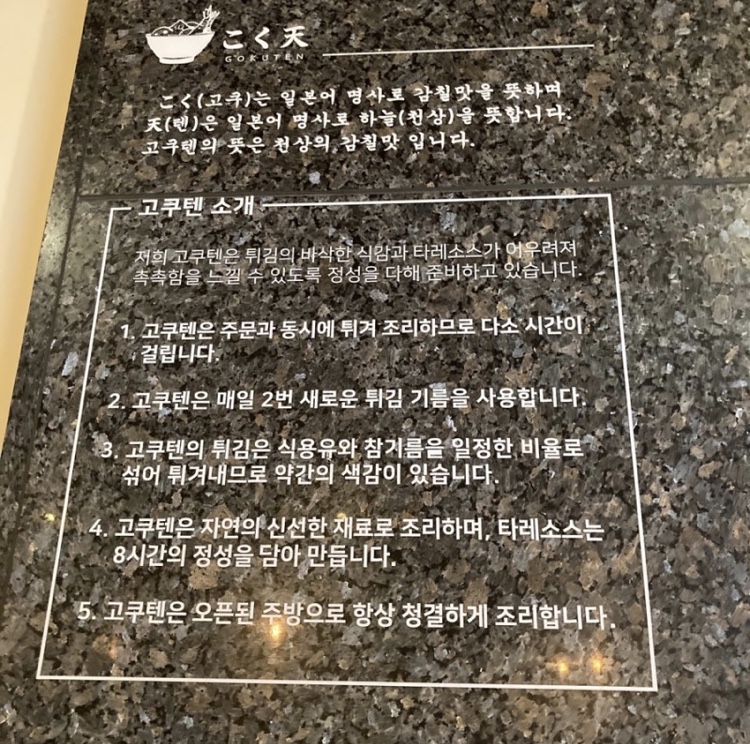 こく天
GOKUTEN
こく(고쿠)는 일본어 명사로 감칠맛을 뜻하며
天(텐)은 일본어 명사로 하늘(천상)을 뜻합니다.
고쿠텐의 뜻은 천상의 감칠맛 입니다.
고쿠텐 소개
저희 고쿠텐은 튀김의 바삭한 식감과 타레소스가 어우려져
촉촉함을 느낄 수 있도록 정성을 다해 준비하고 있습니다.
1. 고쿠텐은 주문과 동시에 튀겨 조리하므로 다소 시간이
걸립니다.
2. 고쿠텐은 매일 2번 새로운 튀김 기름을 사용합니다.
3. 고쿠텐의 튀김은 식용유와 참거름을 일정한 비율로
섞어 튀겨내므로 약간의 색감이 있습니다.
4. 고쿠텐은 자연의 신선한 재료로 조리하며, 타레소스는
8시간의 정성을 담아 만듭니다.
5. 고쿠텐은 오픈된 주방으로 항상 청결하게 조리합니다.